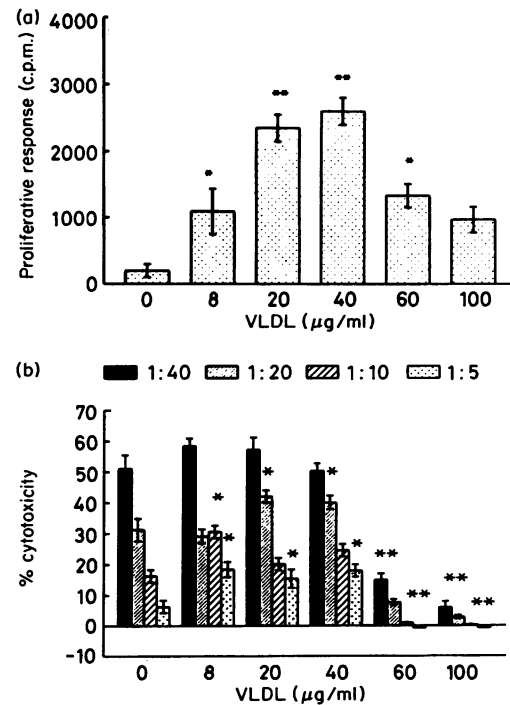 (a)
Proliferative response (c.p.m.)
4000
3000
2000
1000
0
* ** ** *
0 8 20 40 60 100
VLDL (μg/ml)
(b)
1:40 1:20 1:10 1:5
% cytotoxicity
70
60
50
40
30
20
10
0
-10
* * * * * * ** ** ** **
0 8 20 40 60 100
VLDL (μg/ml)